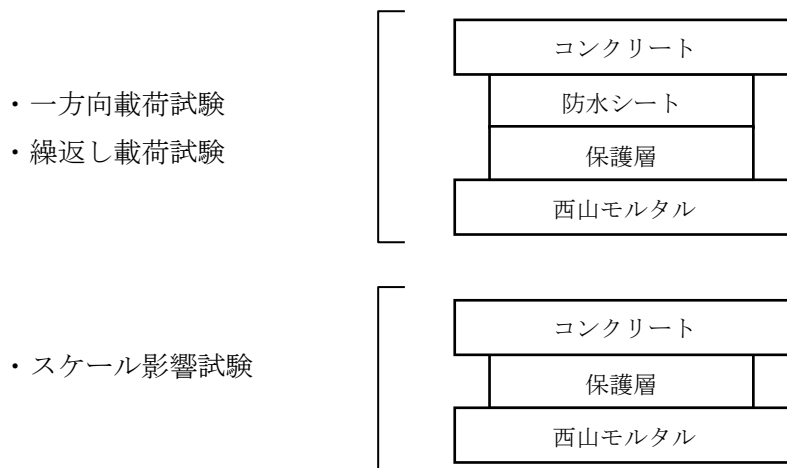 ・一方向載荷試験
・繰返し載荷試験
コンクリート
防水シート
保護層
西山モルタル
・スケール影響試験
コンクリート
保護層
西山モルタル